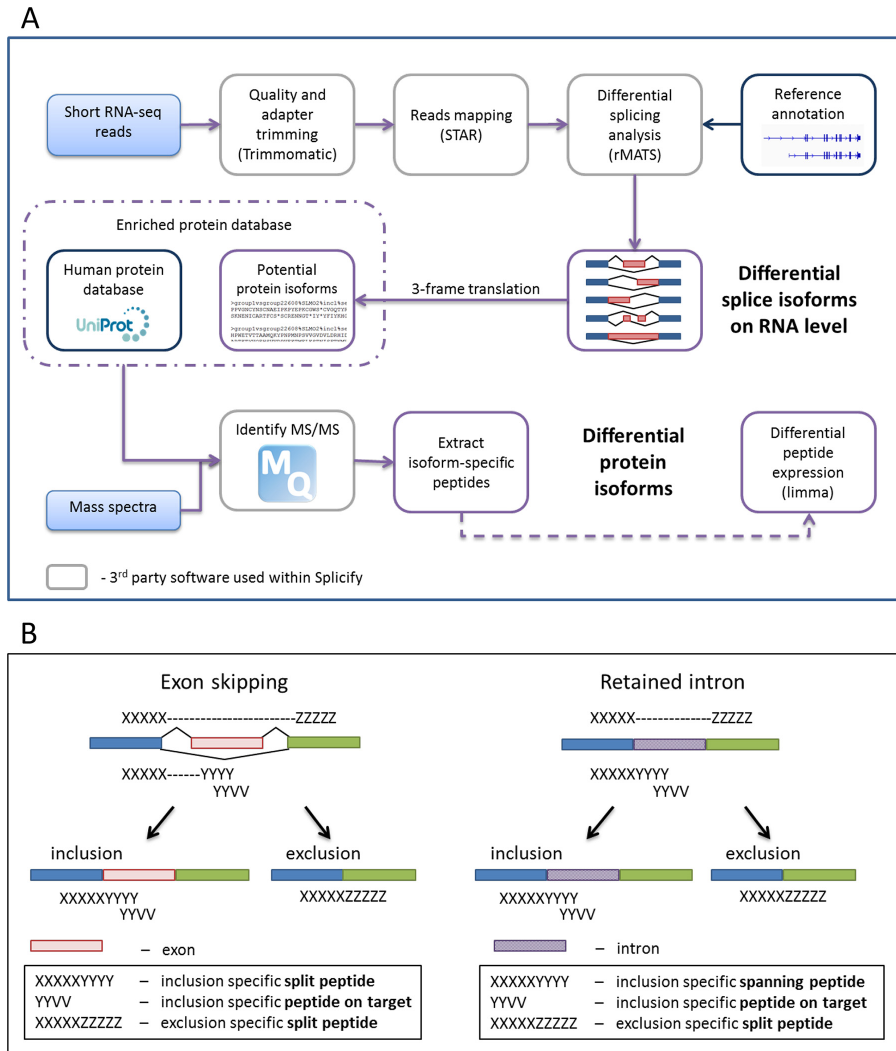 A
Short RNA-seq
reads
Quality and
adapter
trimming
(Trimmomatic)
Reads mapping
(STAR)
Differential
splicing
analysis
(rMATS)
Reference
annotation
Enriched protein database
Human protein
database
UniProt
Potential
protein isoforms
3-frame translation
Differential
splice isoforms
on RNA level
Identify MS/MS
MQ
Extract
isoform-specific
peptides
Differential
protein
isoforms
Differential
peptide
expression
(limma)
Mass spectra
- 3rd party software used within Splicify
B
Exon skipping
XXXXX----------------------ZZZZZ
XXXXX------YYYY
YYVV
inclusion
exclusion
XXXXXYYYY
YYVV
XXXXXZZZZZ
– exon
XXXXXYYYY – inclusion specific split peptide
YYVV – inclusion specific peptide on target
XXXXXZZZZZ – exclusion specific split peptide
Retained intron
XXXXX-------------ZZZZZ
XXXXXYYYY
YYVV
inclusion
exclusion
XXXXXYYYY
YYVV
XXXXXZZZZZ
– intron
XXXXXYYYY – inclusion specific spanning peptide
YYVV – inclusion specific peptide on target
XXXXXZZZZZ – exclusion specific split peptide